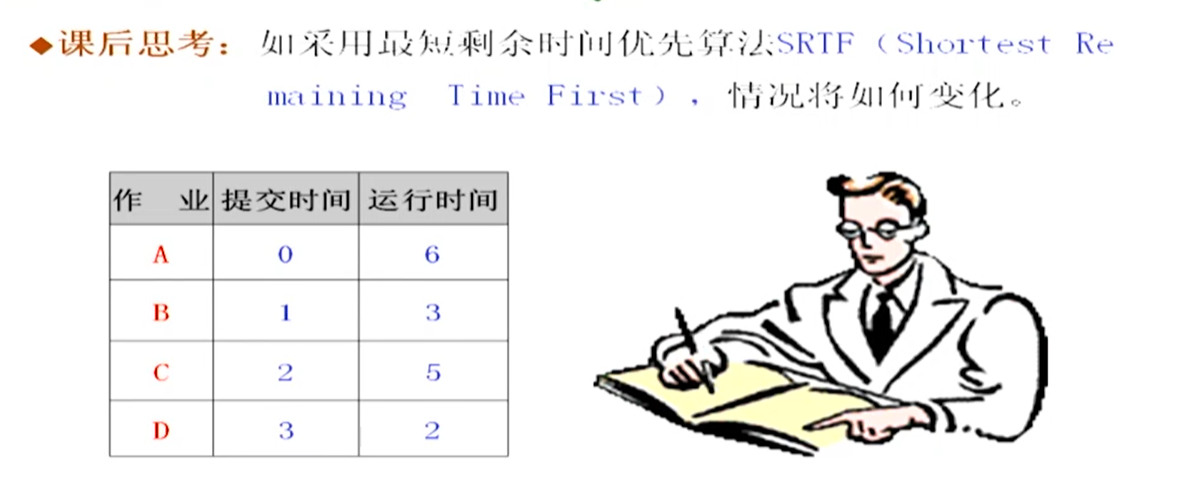 ◆课后思考：如采用最短剩余时间优先算法SRTF（Shortest Re
maining Time First），情况将如何变化。
作 业 提交时间 运行时间
A 0 6
B 1 3
C 2 5
D 3 2